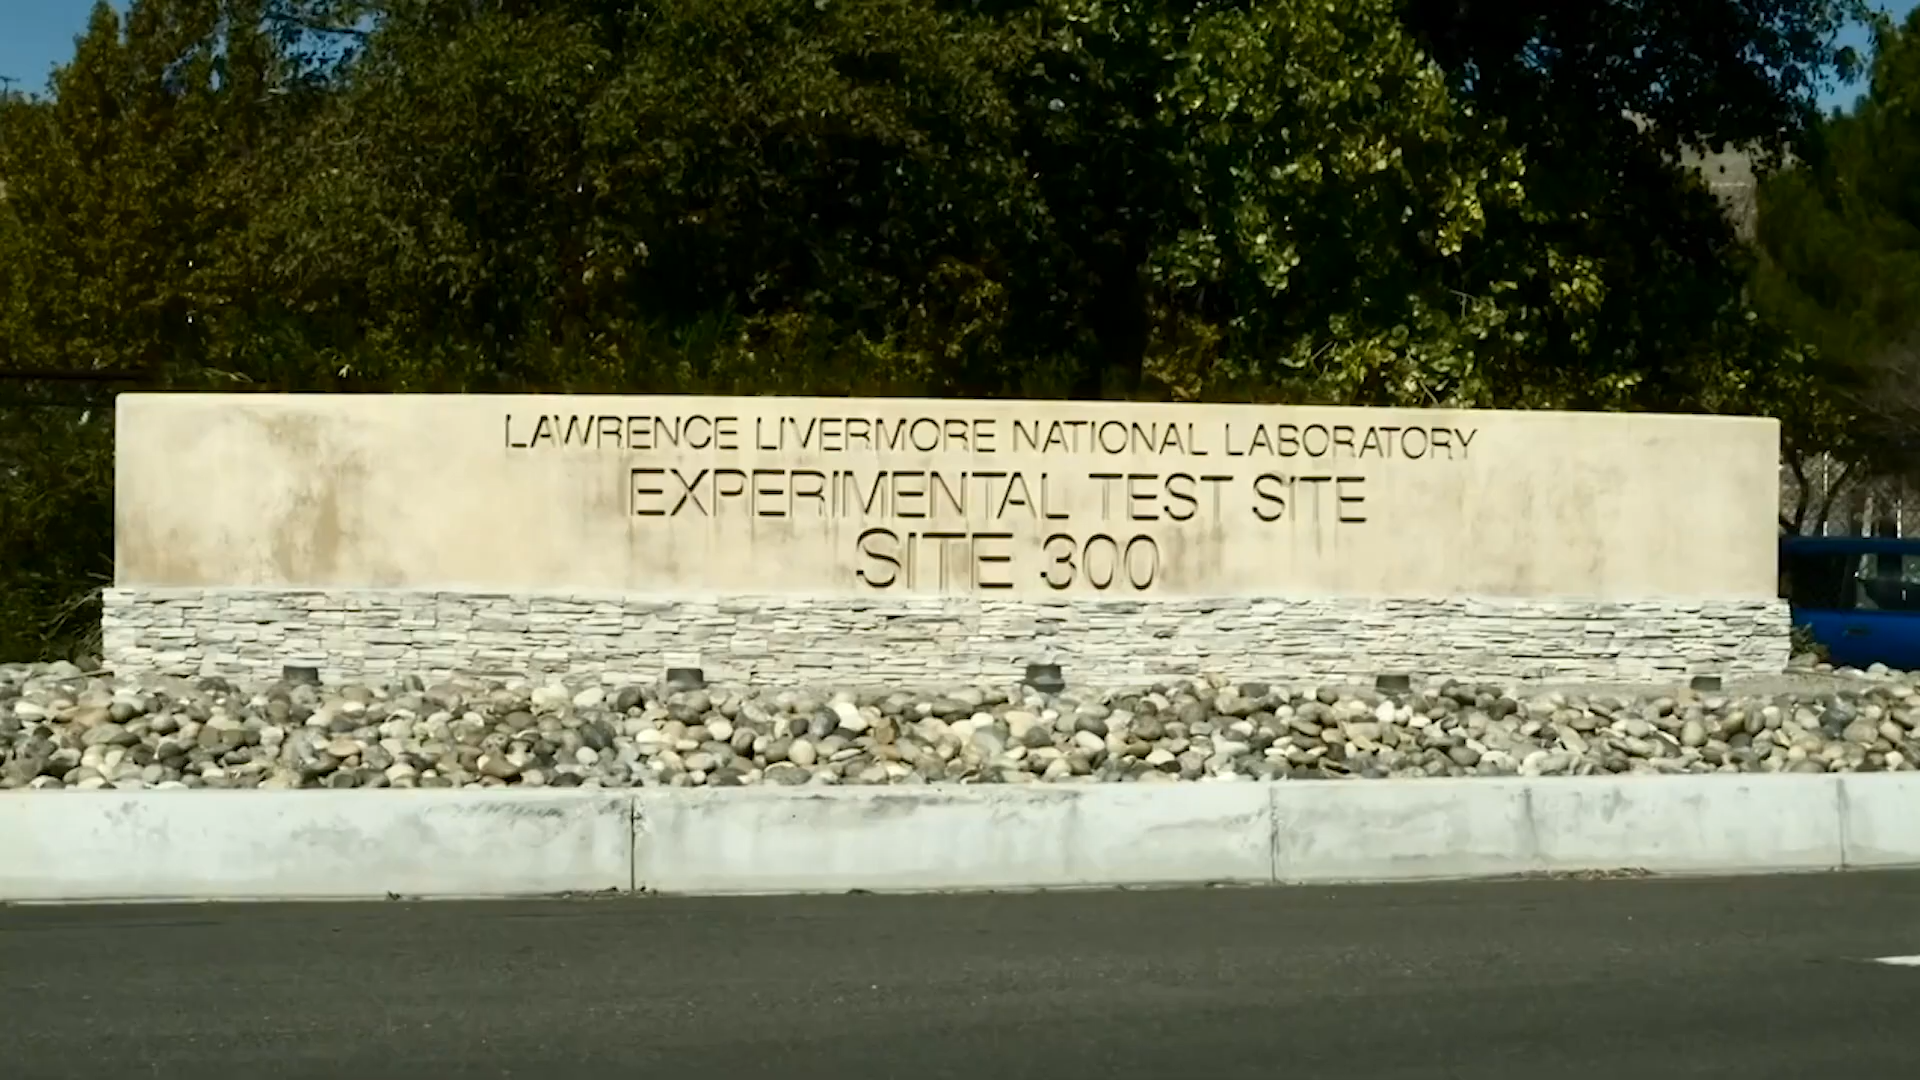 LAWRENCE LIVERMORE NATIONAL LABORATORY
EXPERIMENTAL TEST SITE
SITE 300